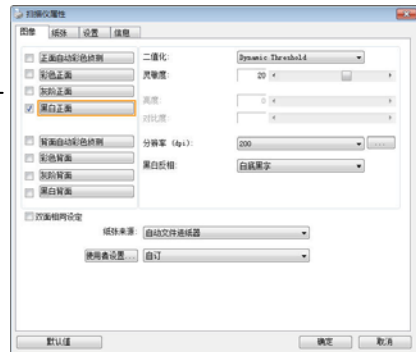 扫描仪属性
图像 纸张 设置 信息
正面自动彩色侦测
彩色正面
灰阶正面
黑白正面
背面自动彩色侦测
彩色背面
灰阶背面
黑白背面
二值化: Dynamic Threshold
灵敏度: 20
亮度: 0
对比度:
分辨率 (dpi): 200 ...
黑白反相: 白底黑字
双面相同设定
纸张来源: 自动文件进纸器
使用者设置... 自订
默认值 确定 取消